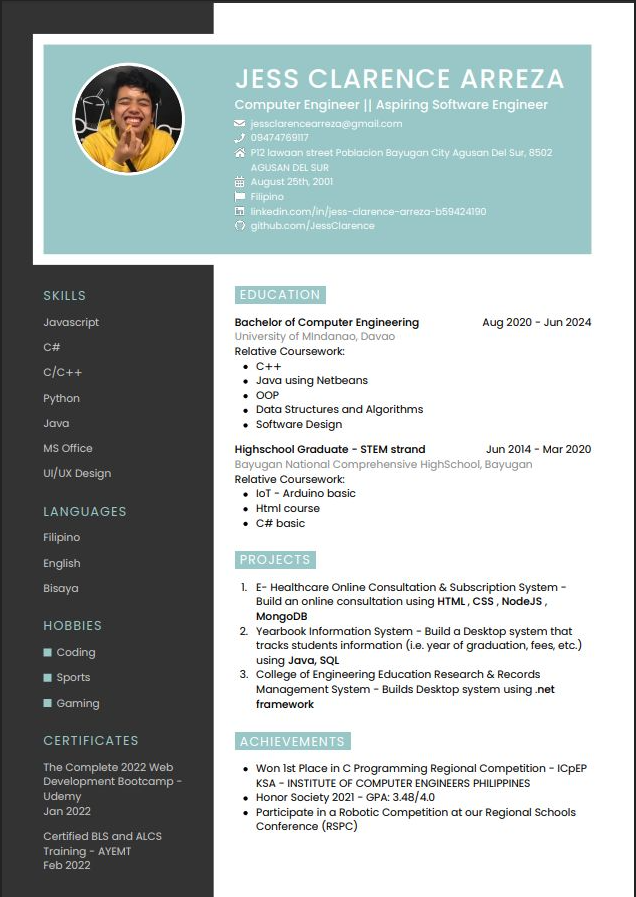 JESS CLARENCE ARREZA
Computer Engineer || Aspiring Software Engineer
jessclarencearreza@gmail.com
09474769117
P12 lawaan street Poblacion Bayugan City Agusan Del Sur, 8502
AGUSAN DEL SUR
August 25th, 2001
Filipino
linkedin.com/in/jess-clarence-arreza-b59424190
github.com/JessClarence
SKILLS
Javascript
C#
C/C++
Python
Java
MS Office
UI/UX Design
LANGUAGES
Filipino
English
Bisaya
HOBBIES
Coding
Sports
Gaming
CERTIFICATES
The Complete 2022 Web
Development Bootcamp -
Udemy
Jan 2022
Certified BLS and ALCS
Training - AYEMT
Feb 2022
EDUCATION
Bachelor of Computer Engineering Aug 2020 - Jun 2024
University of MIndanao, Davao
Relative Coursework:
• C++
• Java using Netbeans
• OOP
• Data Structures and Algorithms
• Software Design
Highschool Graduate - STEM strand Jun 2014 - Mar 2020
Bayugan National Comprehensive HighSchool, Bayugan
Relative Coursework:
• IoT - Arduino basic
• Html course
• C# basic
PROJECTS
1. E- Healthcare Online Consultation & Subscription System -
Build an online consultation using HTML , CSS , NodeJS ,
MongoDB
2. Yearbook Information System - Build a Desktop system that
tracks students information (i.e. year of graduation, fees, etc.)
using Java, SQL
3. College of Engineering Education Research & Records
Management System - Builds Desktop system using .net
framework
ACHIEVEMENTS
• Won 1st Place in C Programming Regional Competition - ICpEP
KSA - INSTITUTE OF COMPUTER ENGINEERS PHILIPPINES
• Honor Society 2021 - GPA: 3.48/4.0
• Participate in a Robotic Competition at our Regional Schools
Conference (RSPC)